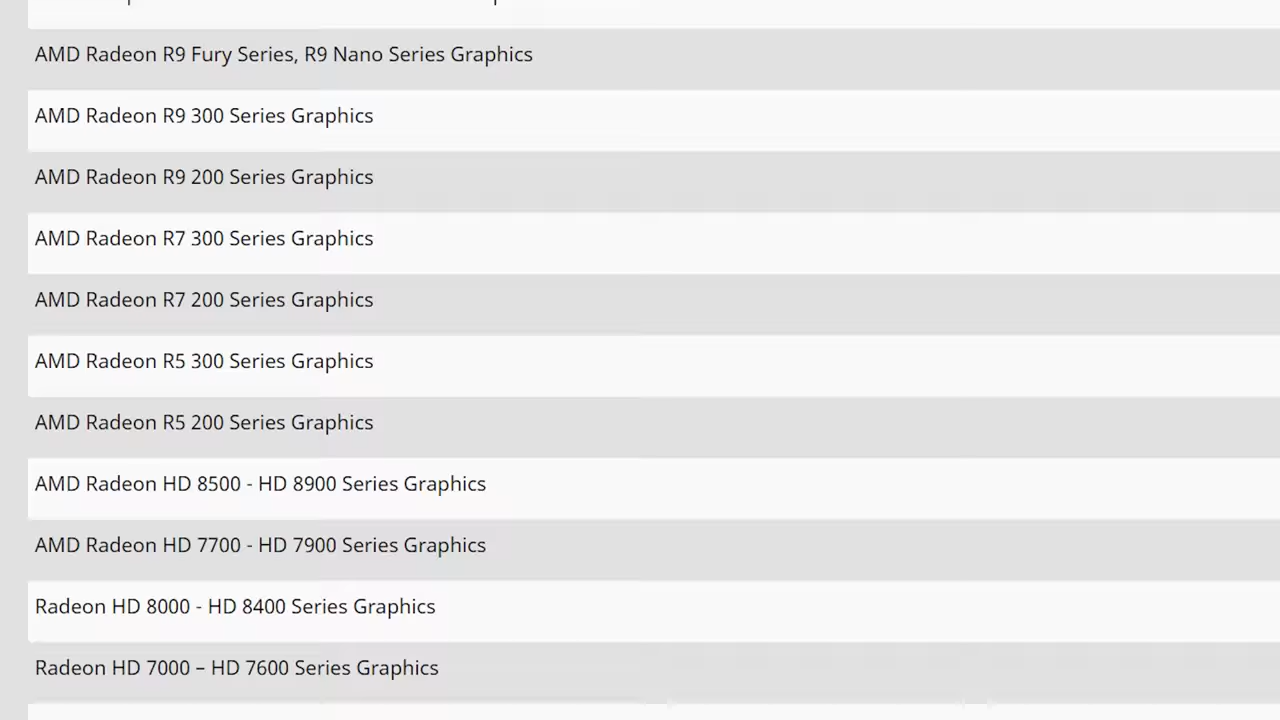 AMD Radeon R9 Fury Series, R9 Nano Series Graphics
AMD Radeon R9 300 Series Graphics
AMD Radeon R9 200 Series Graphics
AMD Radeon R7 300 Series Graphics
AMD Radeon R7 200 Series Graphics
AMD Radeon R5 300 Series Graphics
AMD Radeon R5 200 Series Graphics
AMD Radeon HD 8500 - HD 8900 Series Graphics
AMD Radeon HD 7700 - HD 7900 Series Graphics
Radeon HD 8000 - HD 8400 Series Graphics
Radeon HD 7000 – HD 7600 Series Graphics